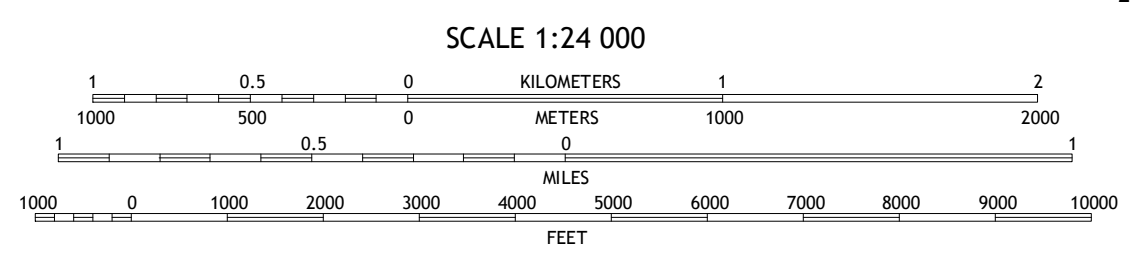 SCALE 1:24 000
1 0.5 0 KILOMETERS 1 2
1000 500 0 METERS 1000 2000
1 0.5 0 1
MILES
1000 0 1000 2000 3000 4000 5000 6000 7000 8000 9000 10000
FEET